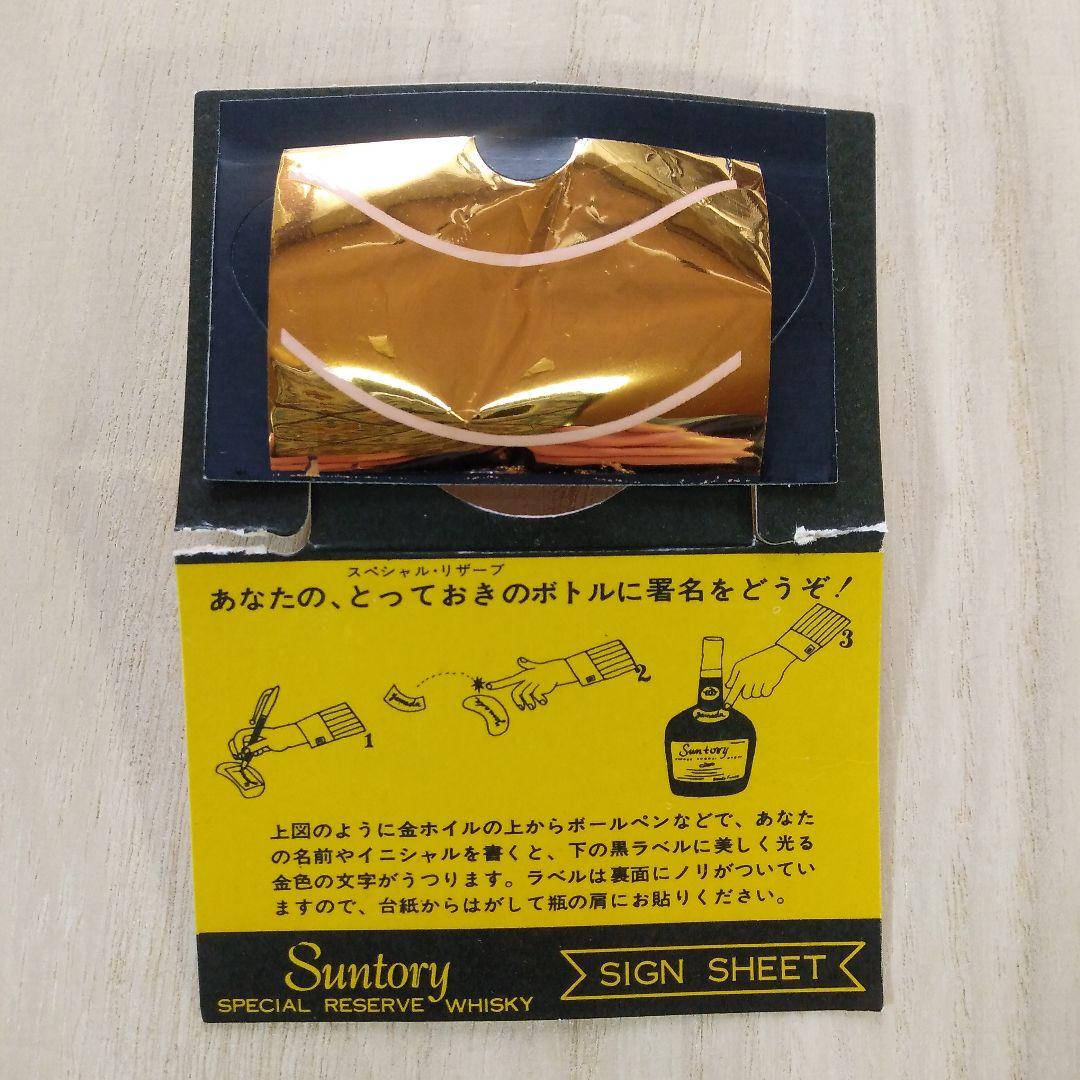 スペシャル・リザーブ
あなたの、とっておきのボトルに署名をどうぞ!
1
yamada
yamada
2
3
yamada
Suntory
上図のように金ホイルの上からボールペンなどで、あなた
の名前やイニシャルを書くと、下の黒ラベルに美しく光る
金色の文字がうつります。ラベルは裏面にノリがついてい
ますので、台紙からはがして瓶の肩にお貼りください。
Suntory
SPECIAL RESERVE WHISKY
SIGN SHEET